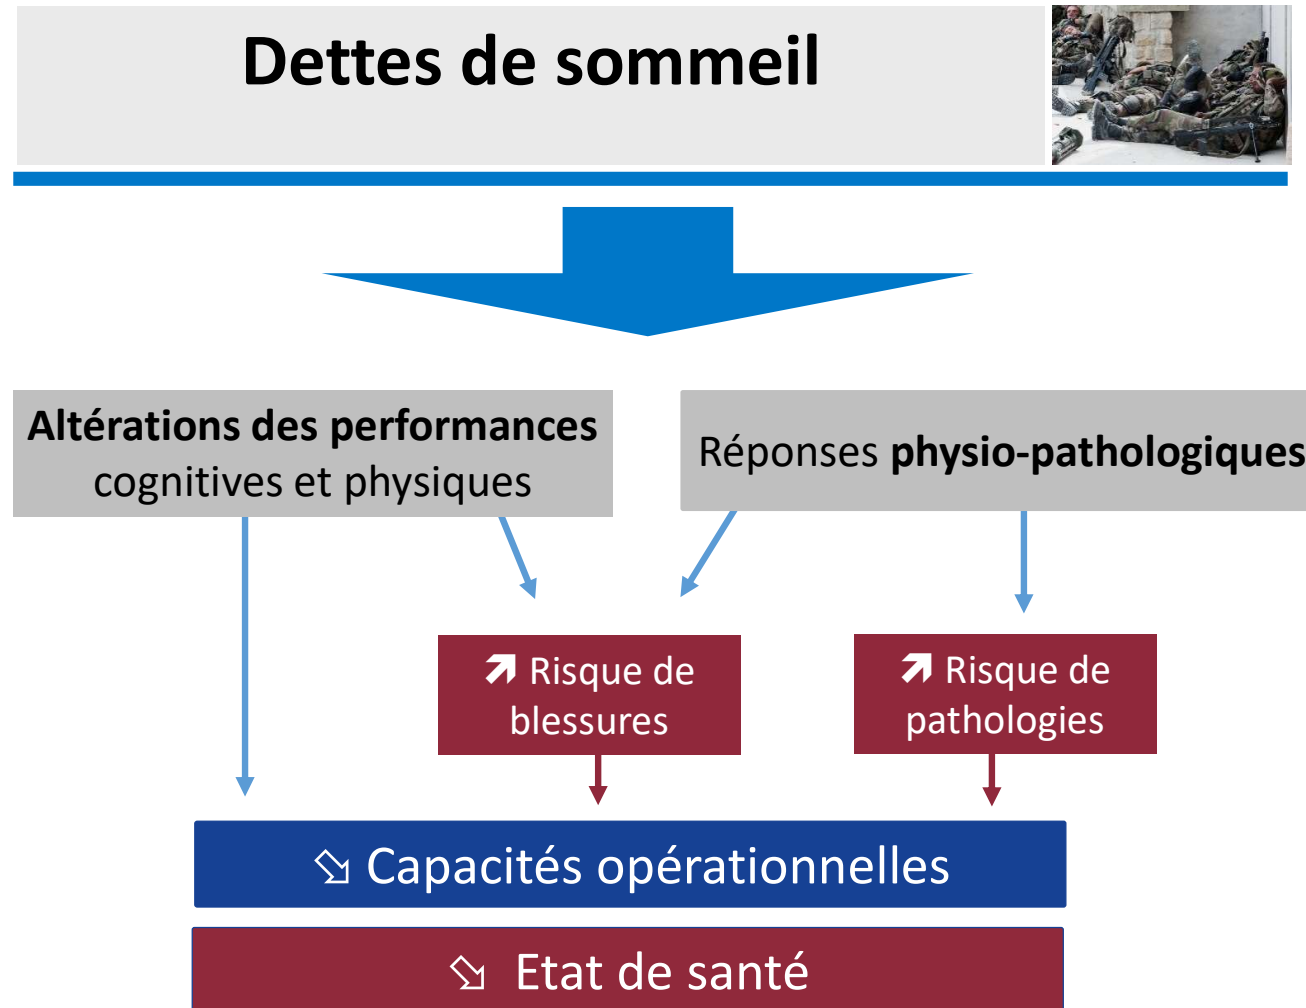 Dettes de sommeil
Altérations des performances
cognitives et physiques
Réponses physio-pathologiques
↗ Risque de
blessures
↗ Risque de
pathologies
⇘ Capacités opérationnelles
⇘ Etat de santé